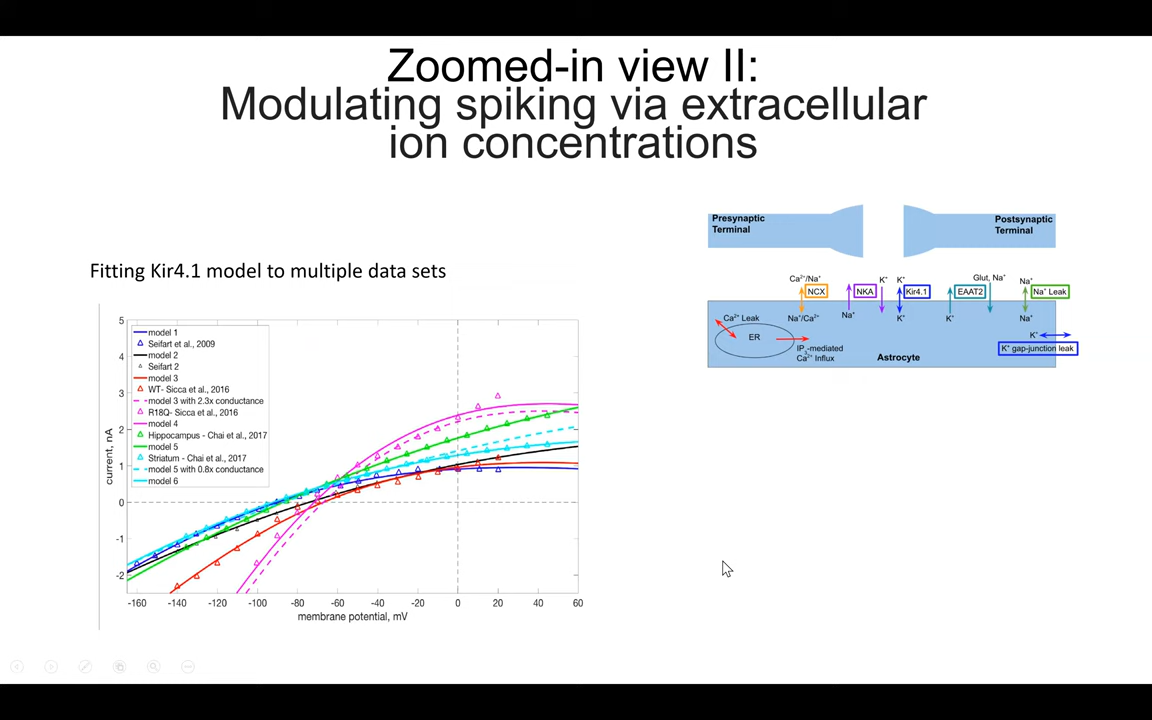 Zoomed-in view II:
Modulating spiking via extracellular
ion concentrations
Fitting Kir4.1 model to multiple data sets
5
4
3
2
1
0
-1
-2
current, nA
model 1
Seifart et al., 2009
model 2
Seifart 2
model 3
WT- Sicca et al., 2016
model 3 with 2.3x conductance
R18Q- Sicca et al., 2016
model 4
Hippocampus - Chai et al., 2017
model 5
Striatum - Chai et al., 2017
model 5 with 0.8x conductance
model 6
-160 -140 -120 -100 -80 -60 -40 -20 0 20 40 60
membrane potential, mV
Presynaptic
Terminal
Postsynaptic
Terminal
Ca²⁺/Na⁺
NCX
Na⁺/Ca²⁺
NKA
Na⁺
K⁺
K⁺
Kir4.1
K⁺
Glut, Na⁺
EAAT2
K⁺
Na⁺
Na⁺ Leak
Na⁺
Ca²⁺ Leak
ER
IP₃-mediated
Ca²⁺ Influx
Astrocyte
K⁺
K⁺ gap-junction leak